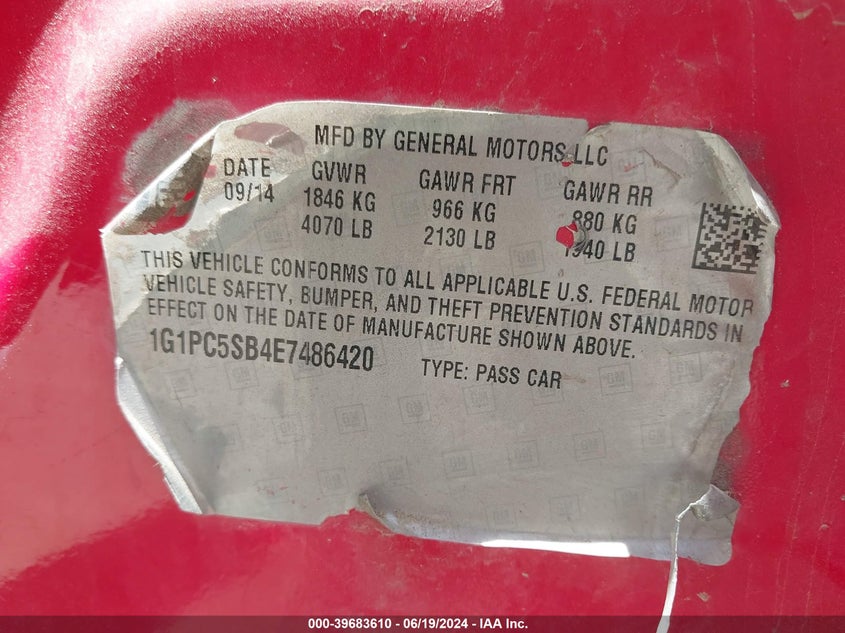 MFD BY GENERAL MOTORS LLC
DATE GVWR GAWR FRT GAWR RR
09/14 1846 KG 966 KG 880 KG
4070 LB 2130 LB 1940 LB
THIS VEHICLE CONFORMS TO ALL APPLICABLE U.S. FEDERAL MOTOR
VEHICLE SAFETY, BUMPER, AND THEFT PREVENTION STANDARDS IN
EFFECT ON THE DATE OF MANUFACTURE SHOWN ABOVE.
1G1PC5SB4E7486420 TYPE: PASS CAR
000-39683610 - 06/19/2024 - IAA Inc.